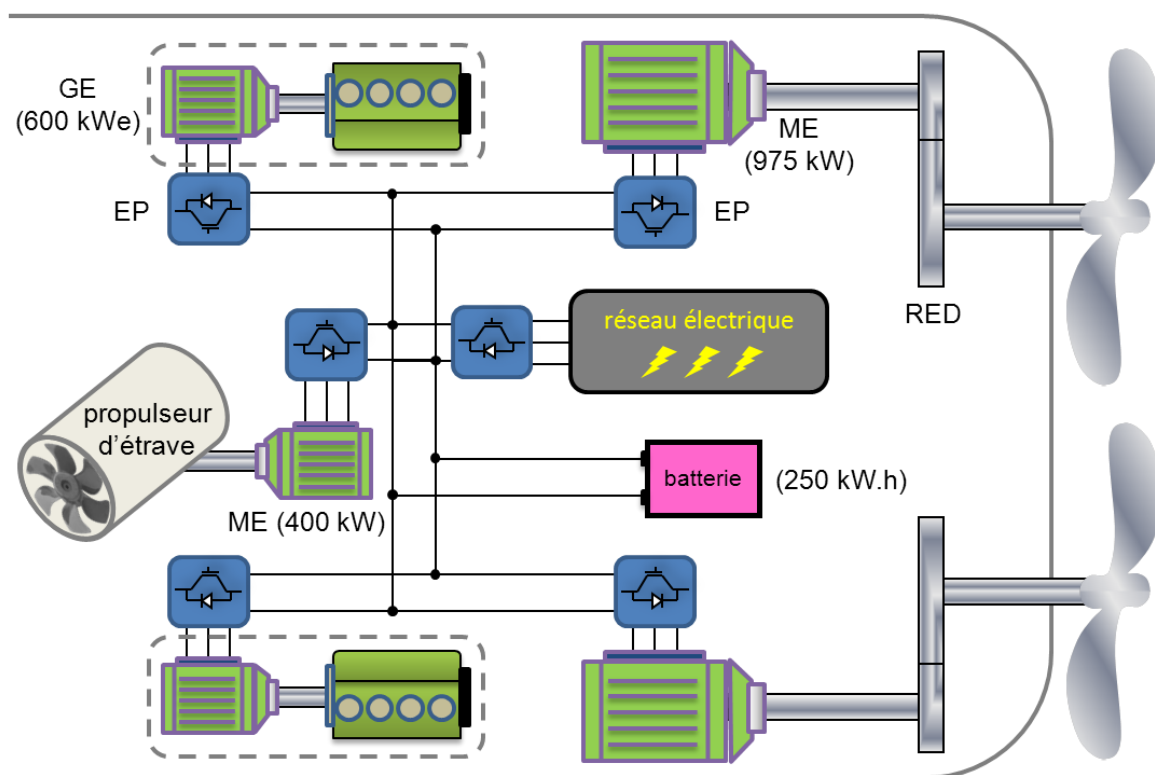 GE
(600 kWe)
ME
(975 kW)
EP
EP
RED
réseau électrique
propulseur
d'étrave
ME (400 kW)
batterie
(250 kW.h)